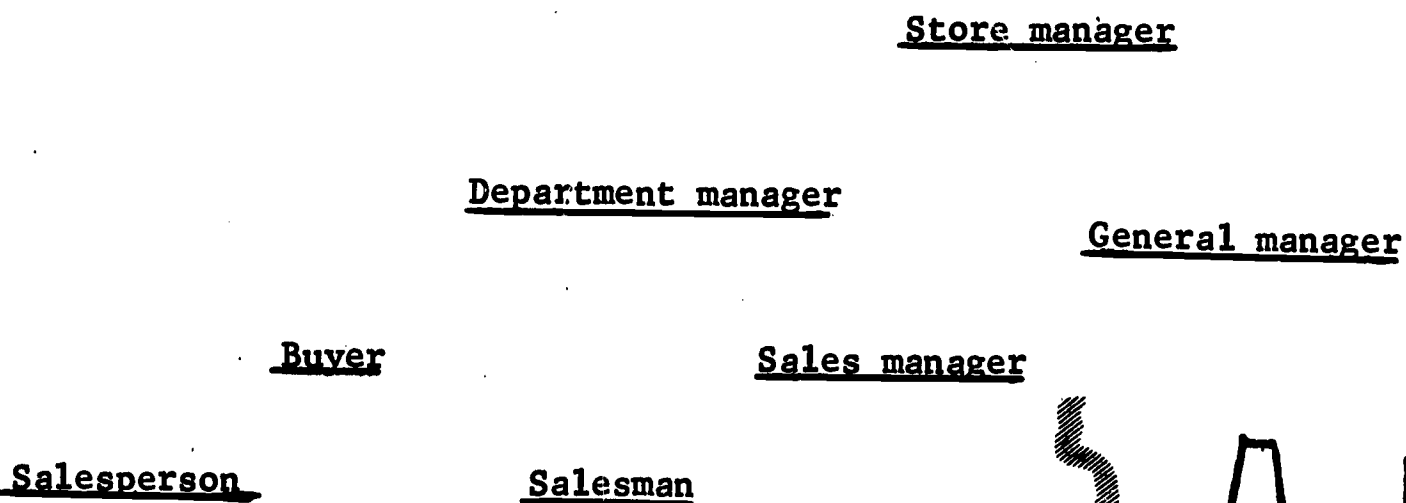 Store manager
Department manager
General manager
Buyer
Sales manager
Salesperson
Salesman